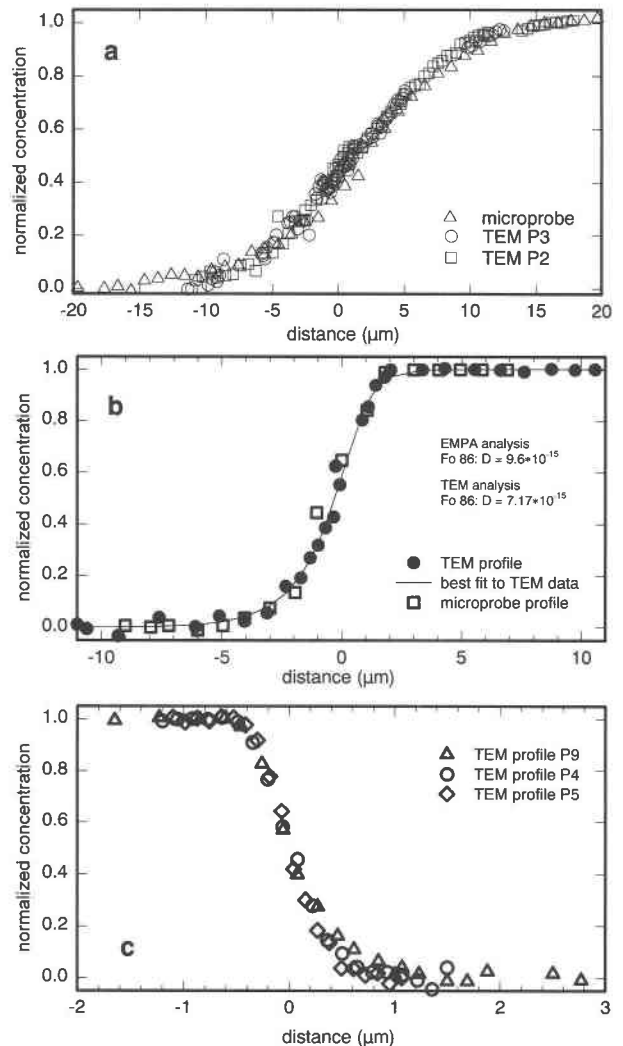 a
normalized concentration
1.0
0.8
0.6
0.4
0.2
0.0
microprobe
TEM P3
TEM P2
-20 -15 -10 -5 0 5 10 15 20
distance (µm)
b
normalized concentration
1.0
0.8
0.6
0.4
0.2
0.0
EMPA analysis
Fo 86: D = 9.6*10-15
TEM analysis
Fo 86: D = 7.17*10-15
TEM profile
best fit to TEM data
microprobe profile
-10 -5 0 5 10
distance (µm)
normalized concentration
1.0
0.8
0.6
0.4
0.2
0.0
TEM profile P9
TEM profile P4
TEM profile P5
c
-2 -1 0 1 2 3
distance (µm)